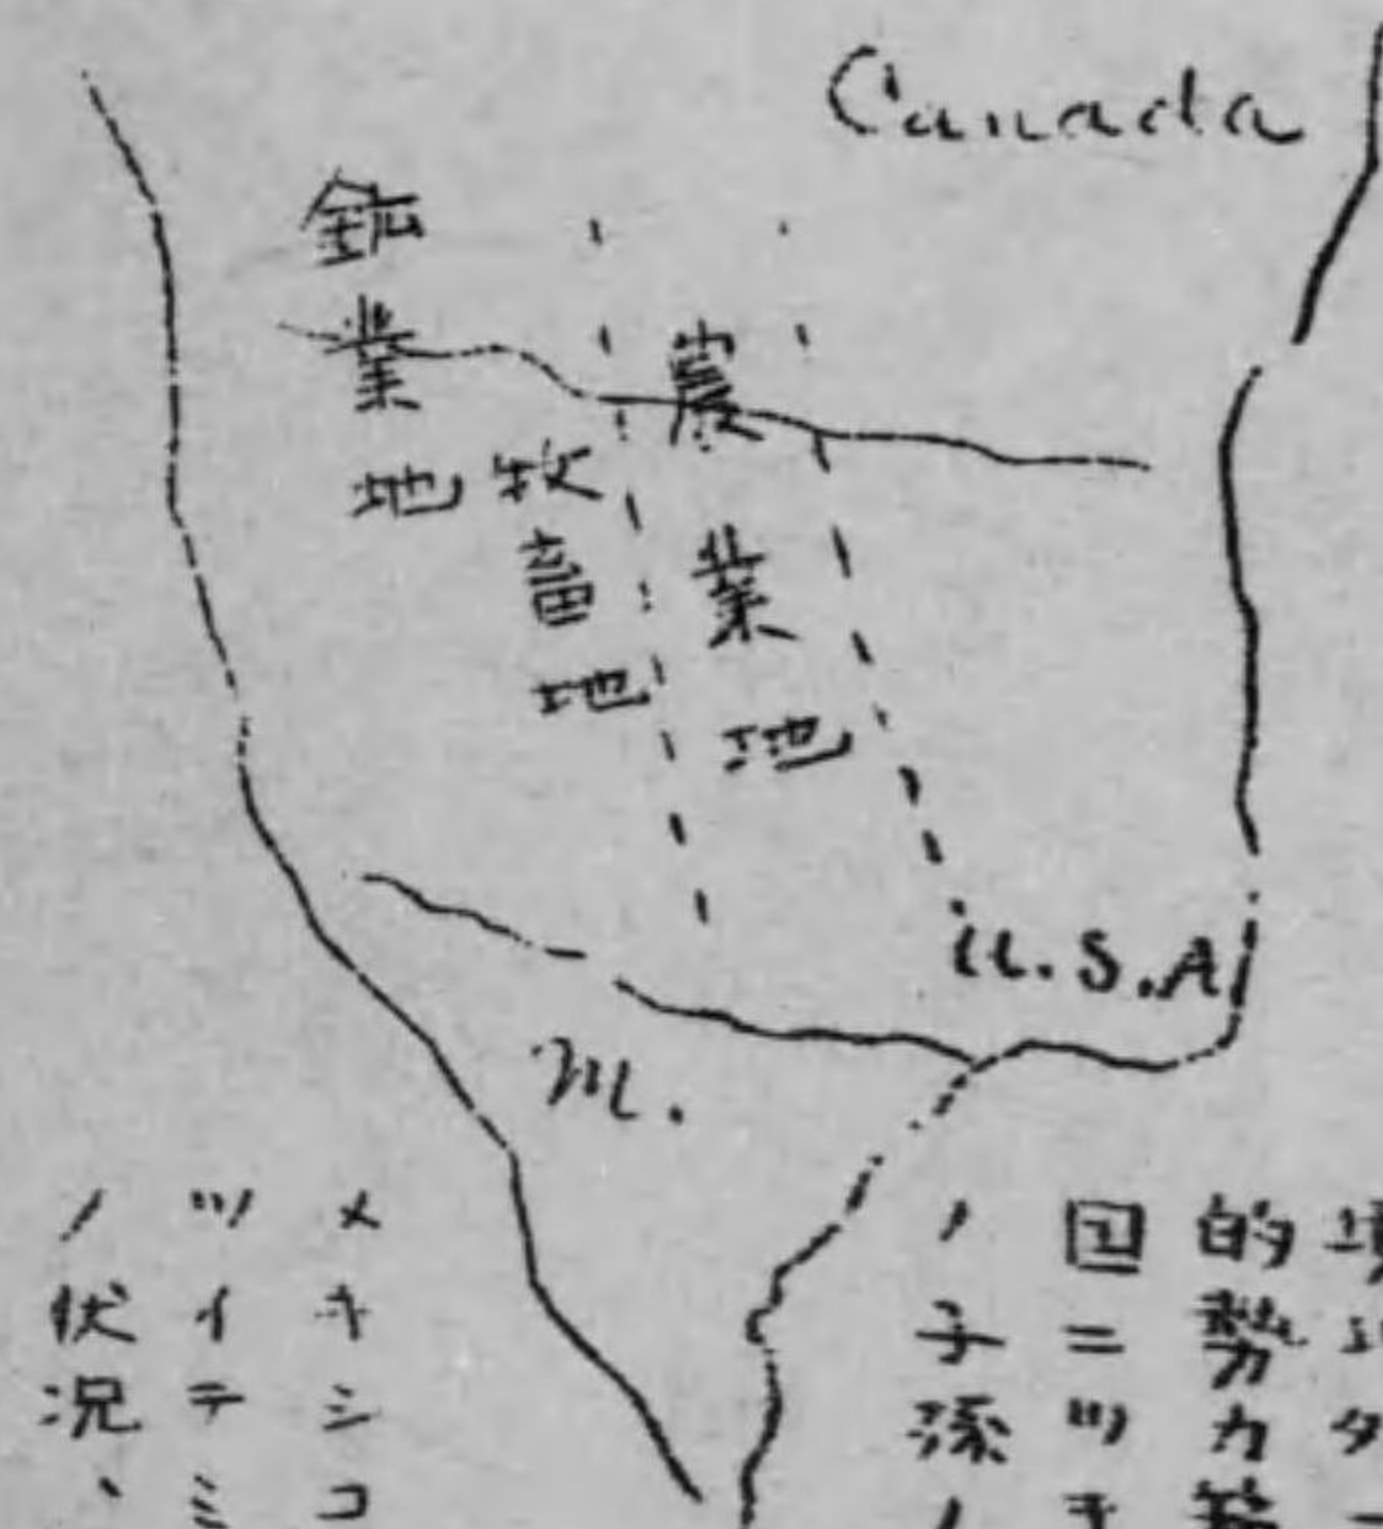 Canada
鉱業地
牧畜地
農業地
U.S.A
M.
的勢力
国ニツキ
ノ子孫ノ
メキシコ
ツイテミ
ノ状況、